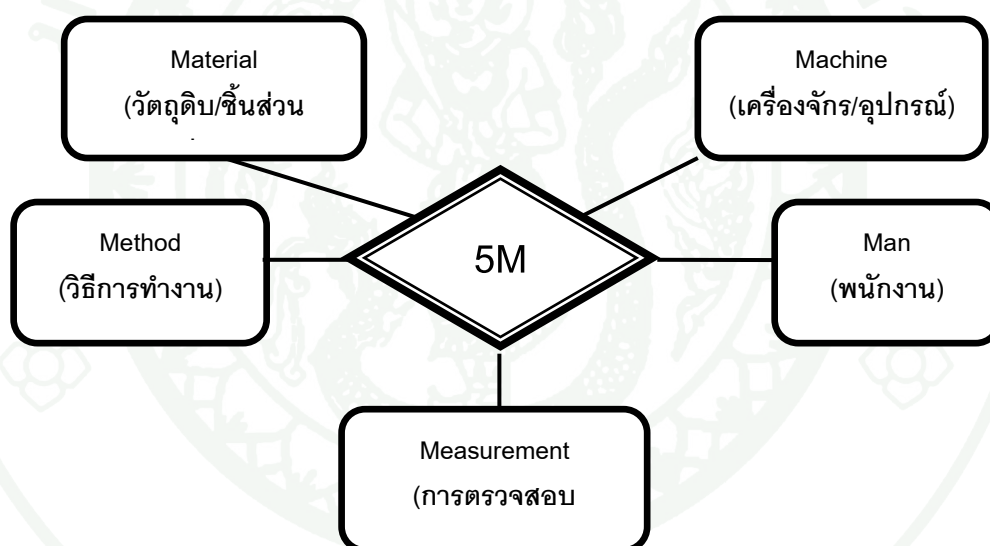 Material
(วัตถุดิบ/ชิ้นส่วน
Machine
(เครื่องจักร/อุปกรณ์)
Method
(วิธีการทำงาน)
5M
Man
(พนักงาน)
Measurement
(การตรวจสอบ